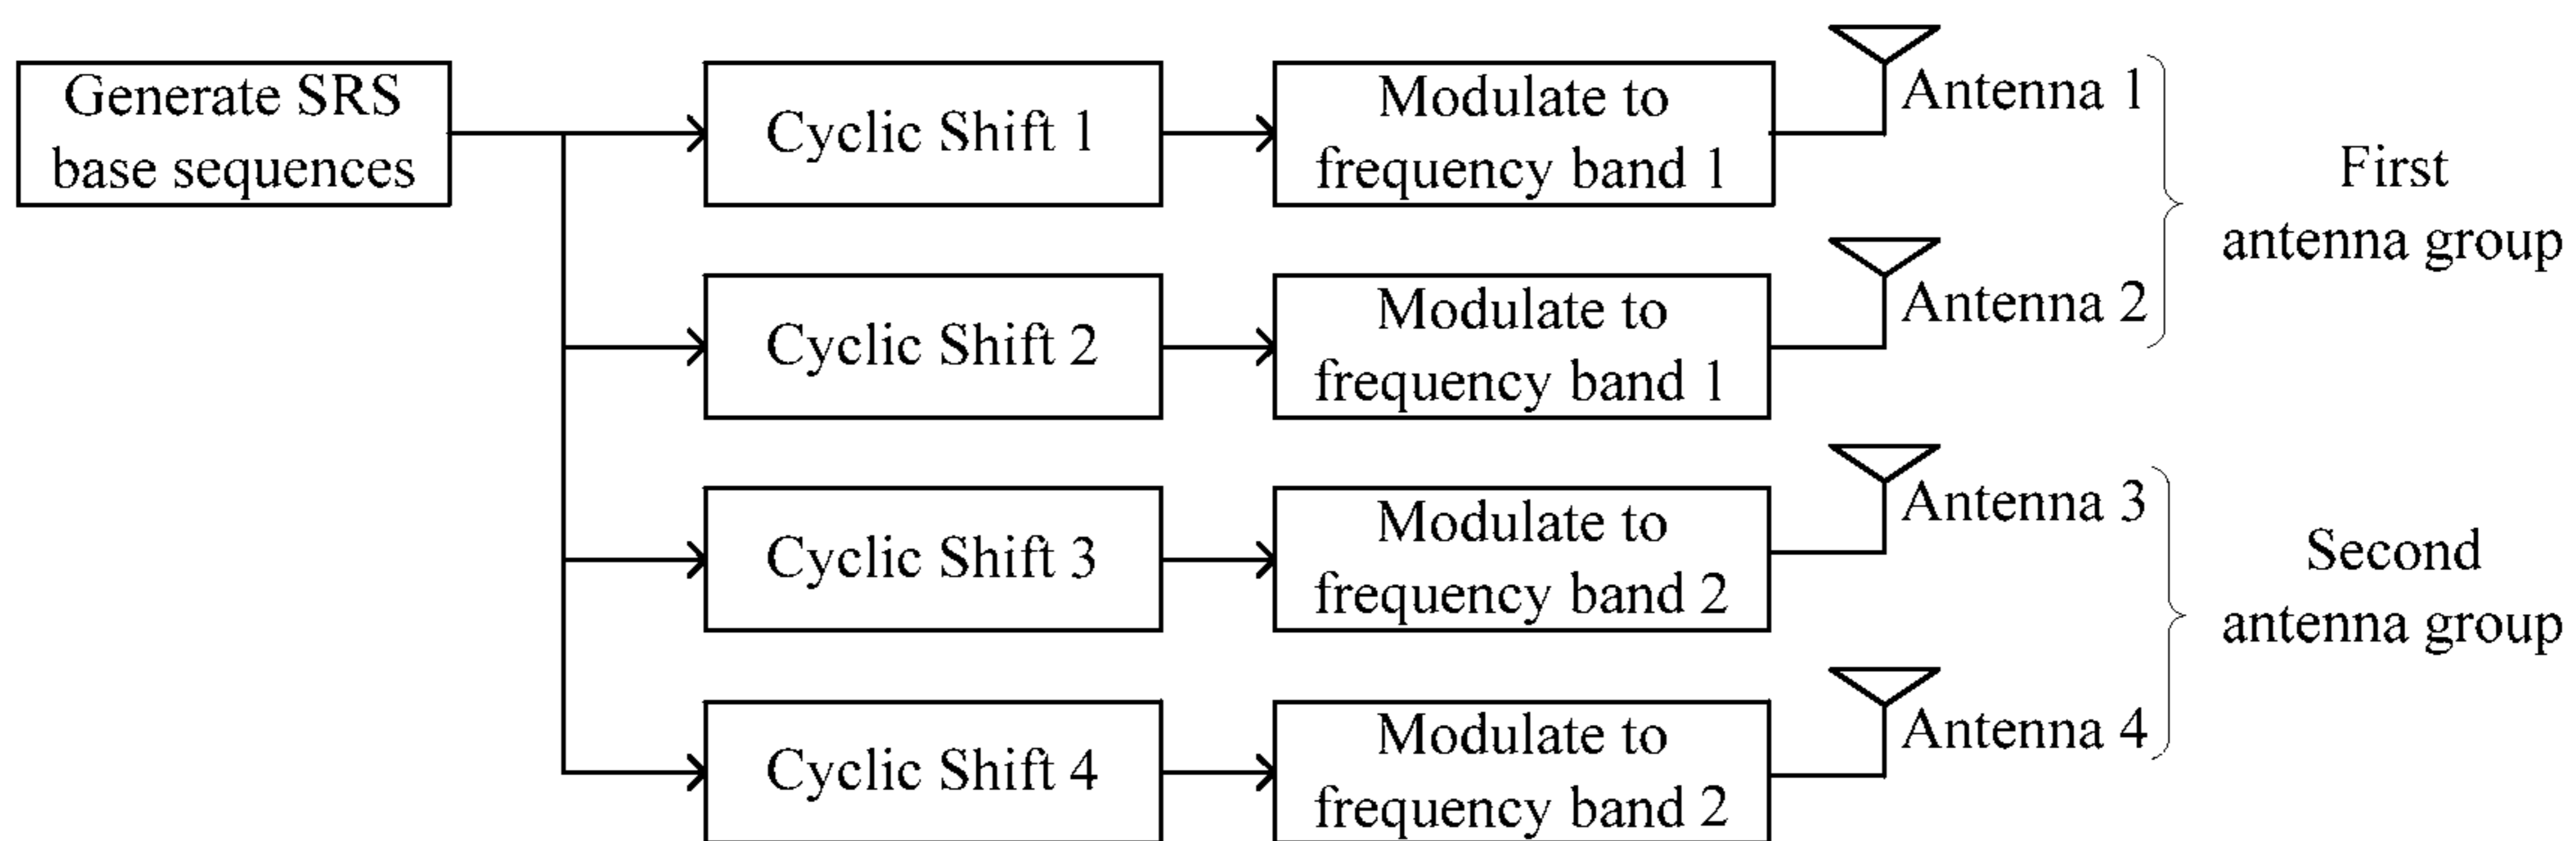 Generate SRS
base sequences
Cyclic Shift 1
Modulate to
frequency band 1
Antenna 1
First
antenna group
Cyclic Shift 2
Modulate to
frequency band 1
Antenna 2
Cyclic Shift 3
Modulate to
frequency band 2
Antenna 3
Second
antenna group
Cyclic Shift 4
Modulate to
frequency band 2
Antenna 4